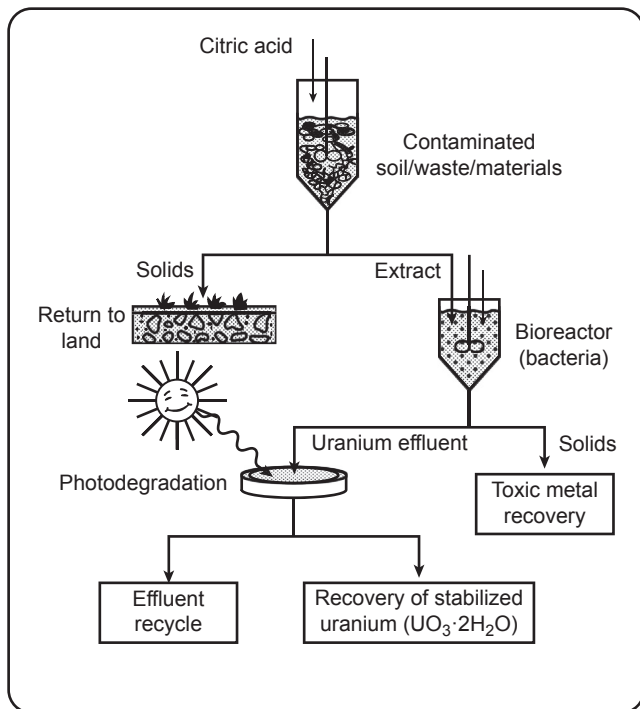 Citric acid
Contaminated
soil/waste/materials
Solids
Extract
Return to
land
Bioreactor
(bacteria)
Uranium effluent
Solids
Photodegradation
Toxic metal
recovery
Effluent
recycle
Recovery of stabilized
uranium (UO₃·2H₂O)